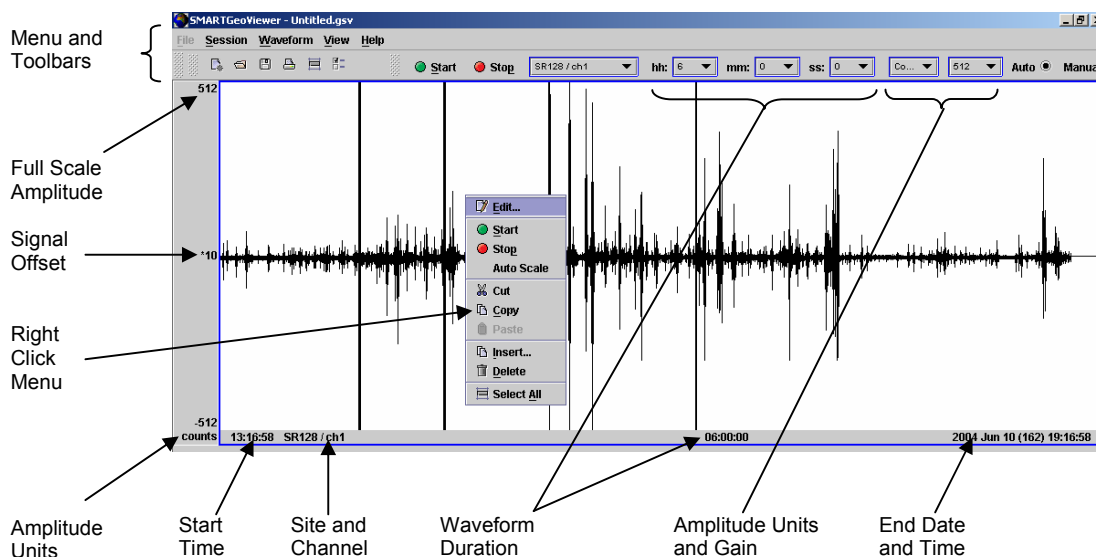 SMARTGeoViewer - Untitled.gsv
Menu and
Toolbars
File Session Waveform View Help
Start Stop SR128 / ch1 hh: 6 mm: 0 ss: 0 Co... 512 Auto Manua
512
Full Scale
Amplitude
Signal
Offset
*10
Right
Click
Menu
Edit...
Start
Stop
Auto Scale
Cut
Copy
Paste
Insert...
Delete
Select All
-512
counts 13:16:58 SR128 / ch1 06:00:00 2004 Jun 10 (162) 19:16:58
Amplitude
Units
Start
Time
Site and
Channel
Waveform
Duration
Amplitude Units
and Gain
End Date
and Time